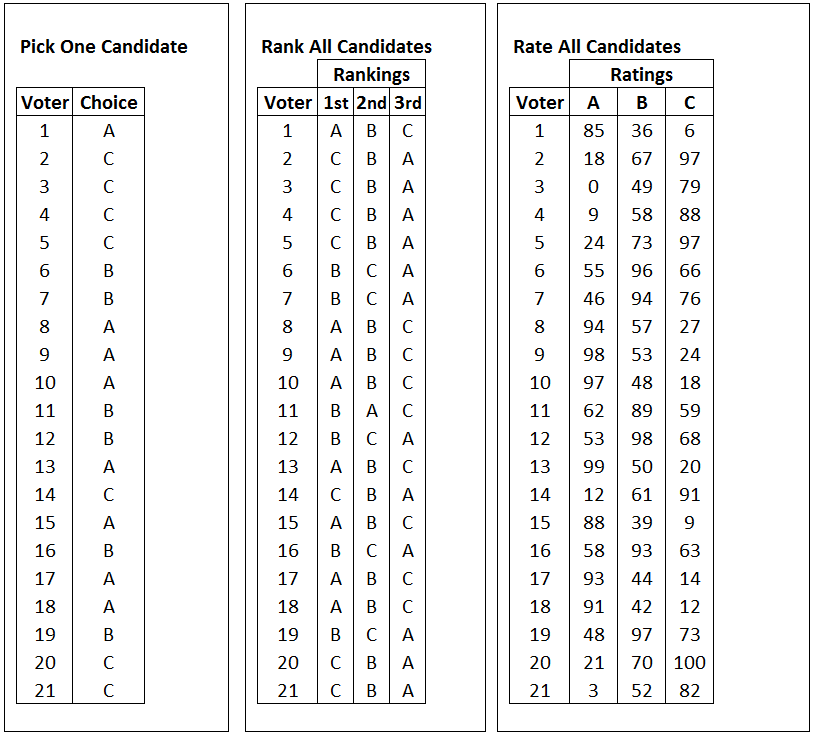 Pick One Candidate
Voter Choice
1 A
2 C
3 C
4 C
5 C
6 B
7 B
8 A
9 A
10 A
11 B
12 B
13 A
14 C
15 A
16 B
17 A
18 A
19 B
20 C
21 C
Rank All Candidates
Rankings
Voter 1st 2nd 3rd
1 A B C
2 C B A
3 C B A
4 C B A
5 C B A
6 B C A
7 B C A
8 A B C
9 A B C
10 A B C
11 B A C
12 B C A
13 A B C
14 C B A
15 A B C
16 B C A
17 A B C
18 A B C
19 B C A
20 C B A
21 C B A
Rate All Candidates
Ratings
Voter A B C
1 85 36 6
2 18 67 97
3 0 49 79
4 9 58 88
5 24 73 97
6 55 96 66
7 46 94 76
8 94 57 27
9 98 53 24
10 97 48 18
11 62 89 59
12 53 98 68
13 99 50 20
14 12 61 91
15 88 39 9
16 58 93 63
17 93 44 14
18 91 42 12
19 48 97 73
20 21 70 100
21 3 52 82